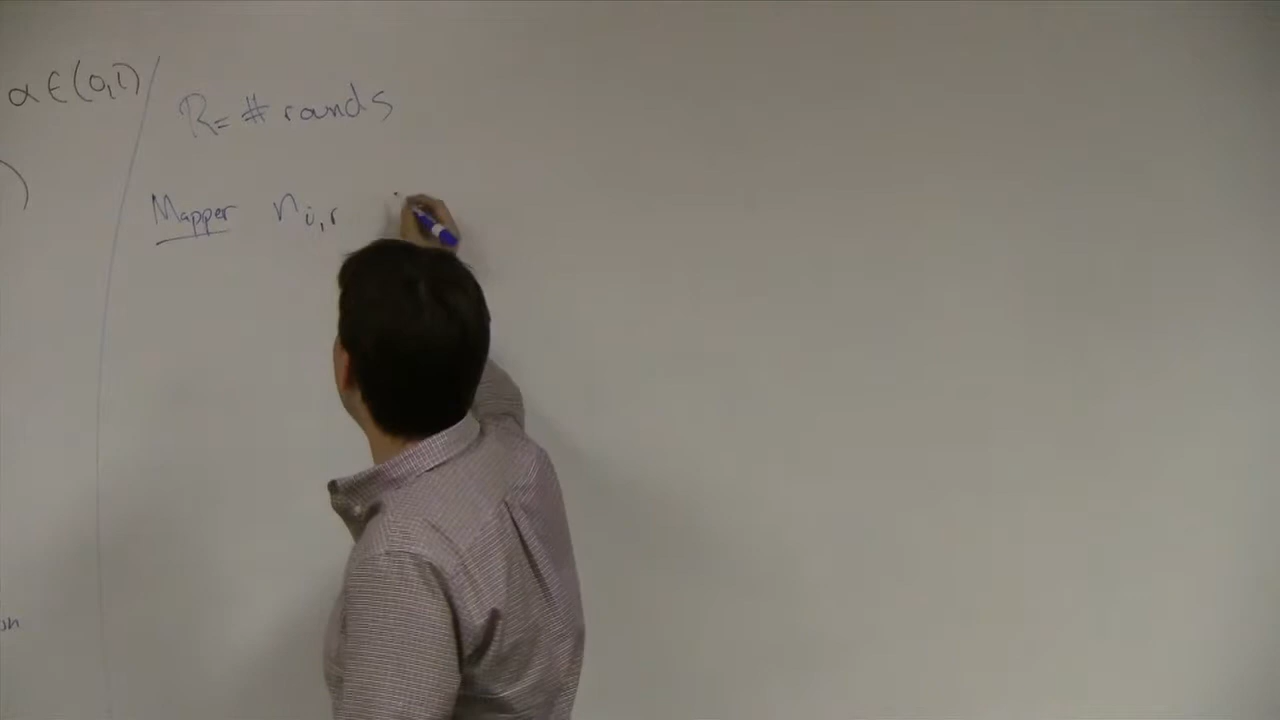 α ∈ (0,1)
R = # rounds
)
Mapper n_{i,r}